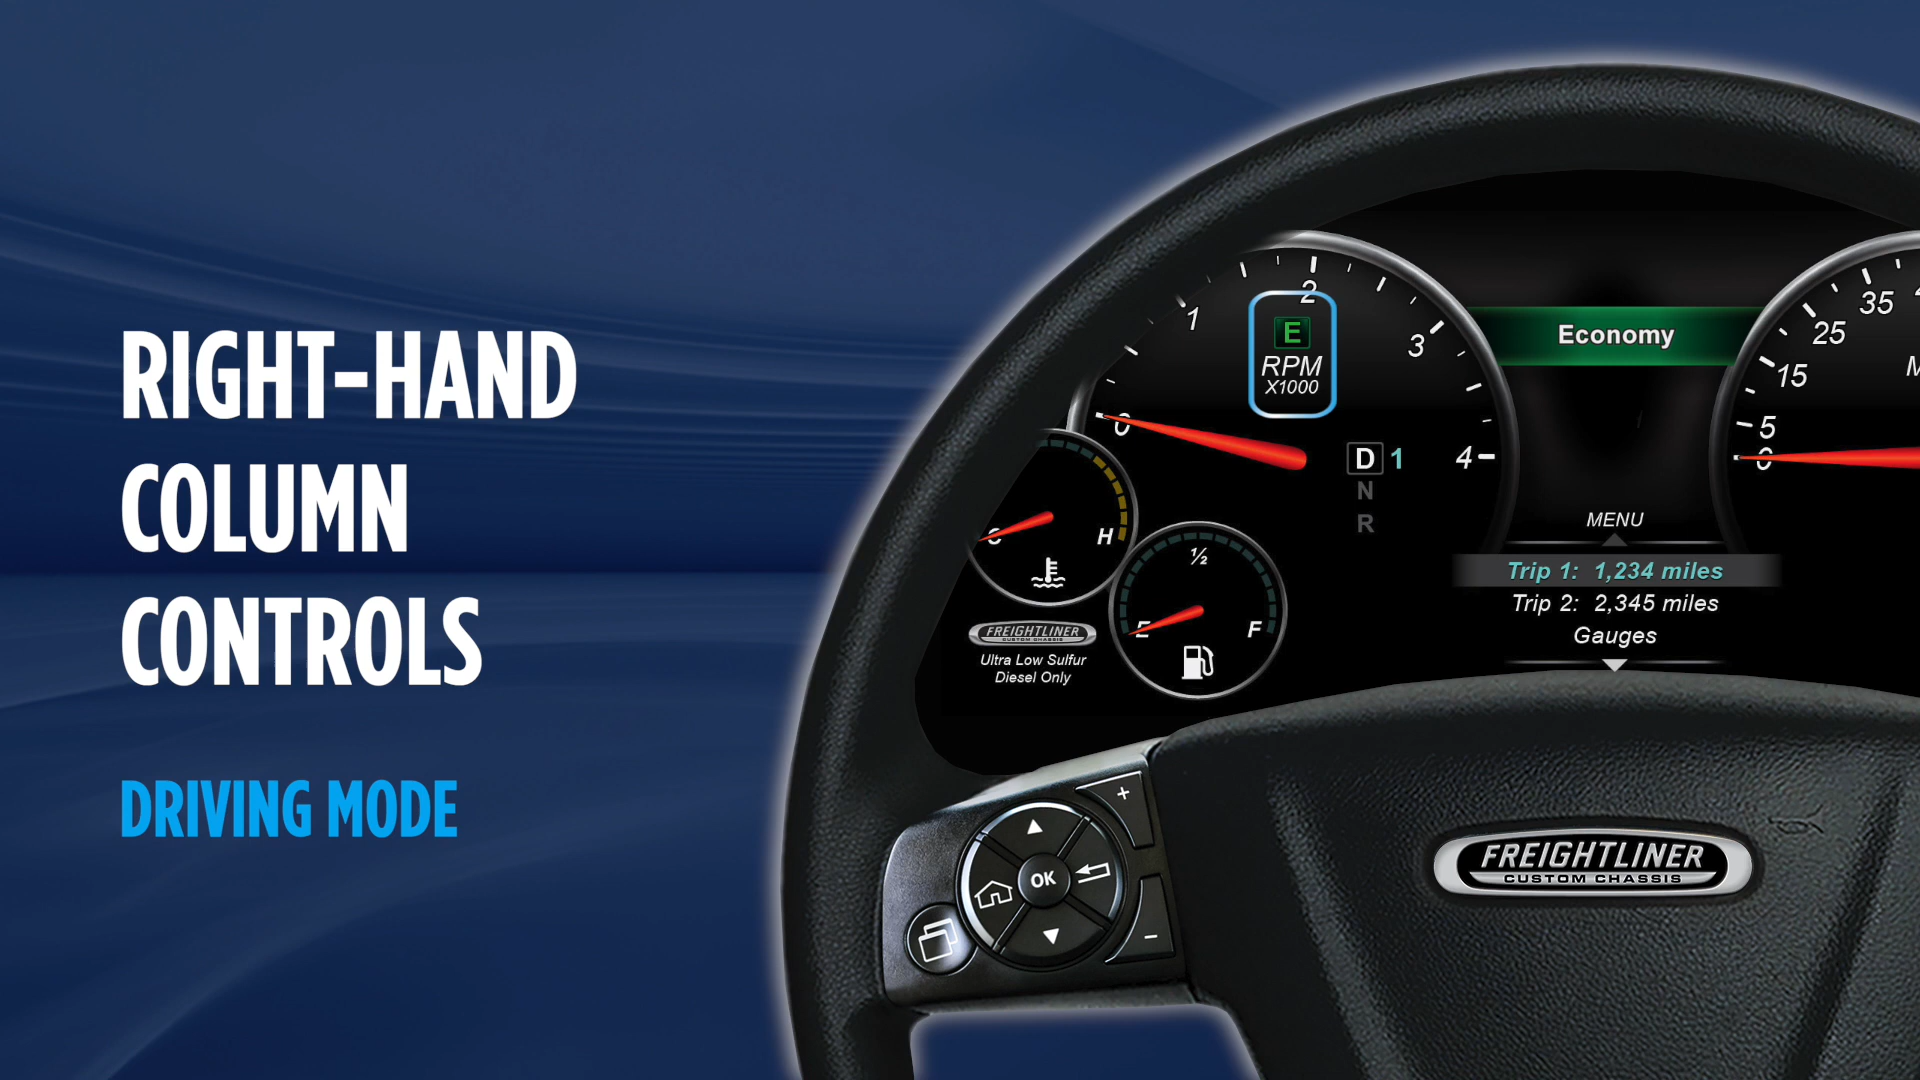 RIGHT-HAND
COLUMN
CONTROLS
DRIVING MODE
1
2
3
4
0
E
RPM
X1000
D 1
N
R
H
½
E
F
FREIGHTLINER
CUSTOM CHASSIS
Ultra Low Sulfur
Diesel Only
Economy
35
25
15
5
0
MENU
Trip 1: 1,234 miles
Trip 2: 2,345 miles
Gauges
+
OK
−
FREIGHTLINER
CUSTOM CHASSIS